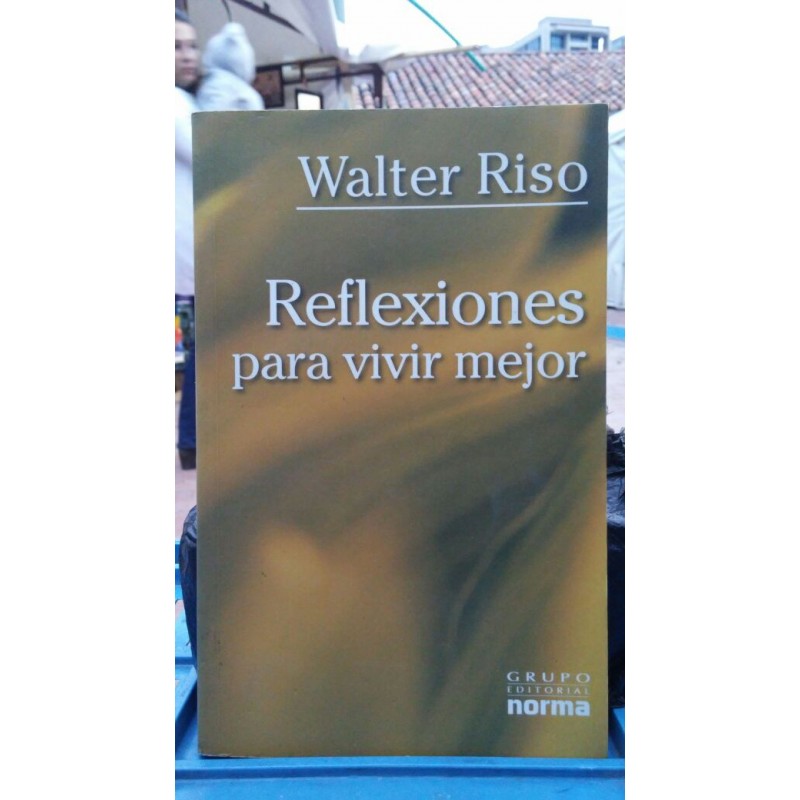 Walter Riso
Reflexiones
para vivir mejor
GRUPO
EDITORIAL
norma